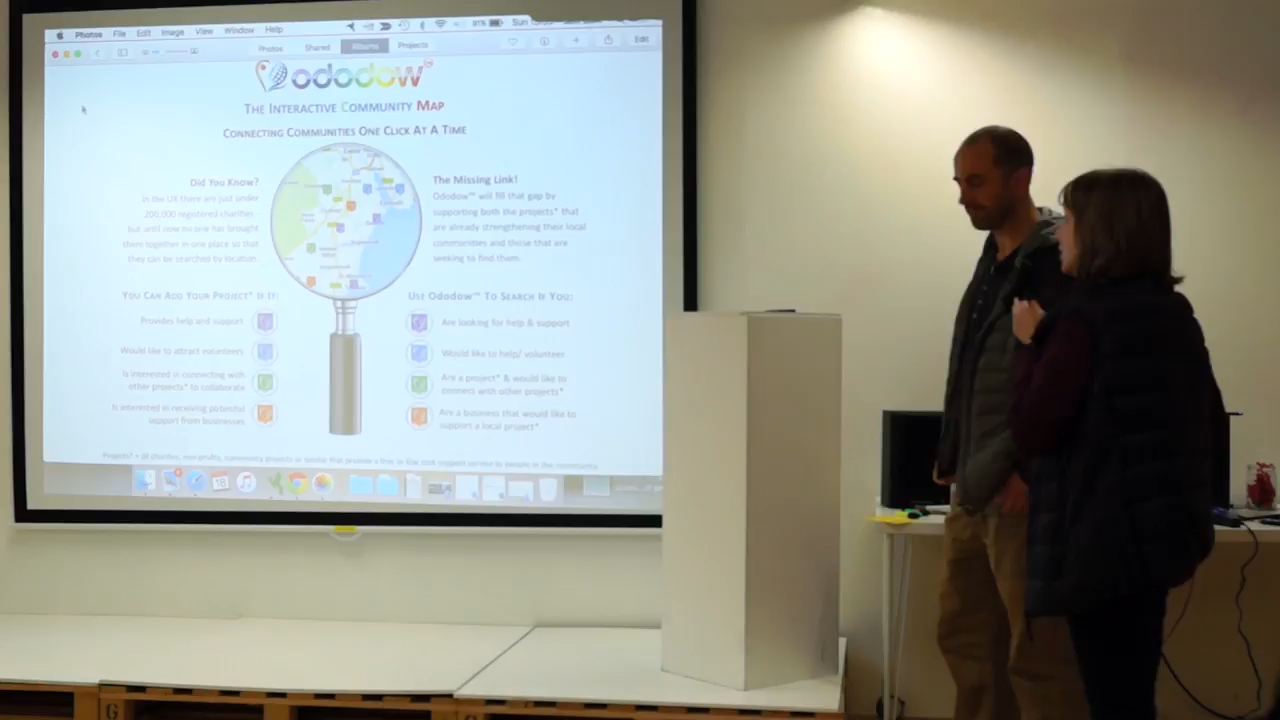 Photos File Edit Image View Window Help
Sun
Photos Shared Albums Projects
Edit
ododow
The Interactive Community Map
Connecting Communities One Click At A Time
Did You Know?
In the UK there are just under
200,000 registered charities
but until now no one has brought
them together in one place so that
they can be searched by location.
The Missing Link!
Ododow™ will fill that gap by
supporting both the projects* that
are already strengthening their local
communities and those that are
seeking to find them.
You Can Add Your Project* If It:
Provides help and support
Would like to attract volunteers
Is interested in connecting with
other projects* to collaborate
Is interested in receiving potential
support from businesses
Use Ododow™ To Search If You:
Are looking for help & support
Would like to help/ volunteer
Are a project* & would like to
connect with other projects*
Are a business that would like to
support a local project*
18